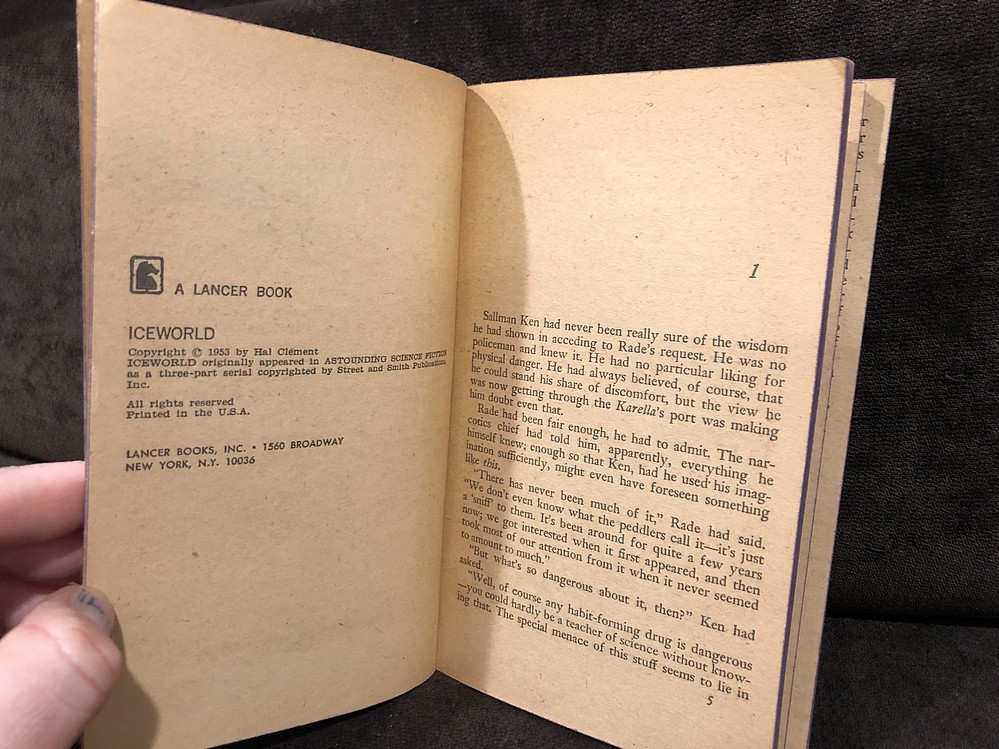 A LANCER BOOK
ICEWORLD
Copyright © 1953 by Hal Clement
ICEWORLD originally appeared in ASTOUNDING SCIENCE FICTION
as a three-part serial copyrighted by Street and Smith Publications,
Inc.
All rights reserved
Printed in the U.S.A.
LANCER BOOKS, INC. • 1560 BROADWAY
NEW YORK, N.Y. 10036
1
Sallman Ken had never been really sure of the wisdom
he had shown in acceding to Rade's request. He was no
policeman and knew it. He had no particular liking for
physical danger. He had always believed, of course, that
he could stand his share of discomfort, but the view he
was now getting through the Karella's port was making
him doubt even that.
Rade had been fair enough, he had to admit. The nar-
cotics chief had told him, apparently, everything he
himself knew; enough so that Ken, had he used his imag-
ination sufficiently, might even have foreseen something
like this.
"There has never been much of it," Rade had said.
"We don't even know what the peddlers call it—it's just
a 'sniff' to them. It's been around for quite a few years
now; we got interested when it first appeared, and then
took most of our attention from it when it never seemed
to amount to much."
"But what's so dangerous about it, then?" Ken had
asked.
"Well, of course any habit-forming drug is dangerous
—you could hardly be a teacher of science without know-
ing that. The special menace of this stuff seems to lie in
5